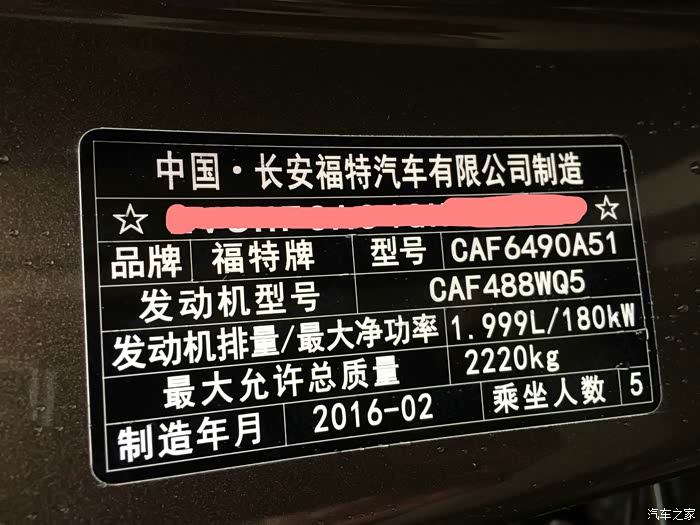 中国·长安福特汽车有限公司制造
☆ ☆
品牌 福特牌 型号 CAF6490A51
发动机型号 CAF488WQ5
发动机排量/最大净功率 1.999L/180kW
最大允许总质量 2220kg
制造年月 2016-02 乘坐人数 5
汽车之家